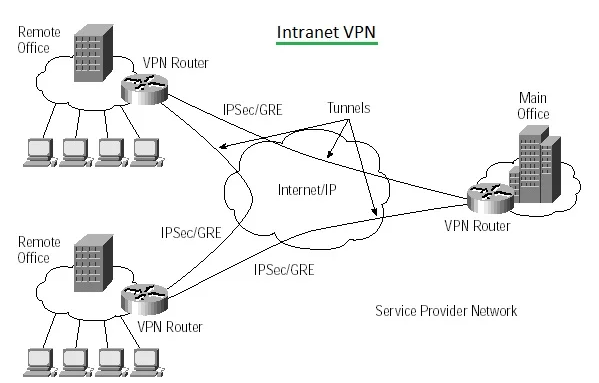 Intranet VPN
Remote
Office
VPN Router
IPSec/GRE
Tunnels
Main
Office
Internet/IP
VPN Router
IPSec/GRE
Remote
Office
IPSec/GRE
VPN Router
Service Provider Network